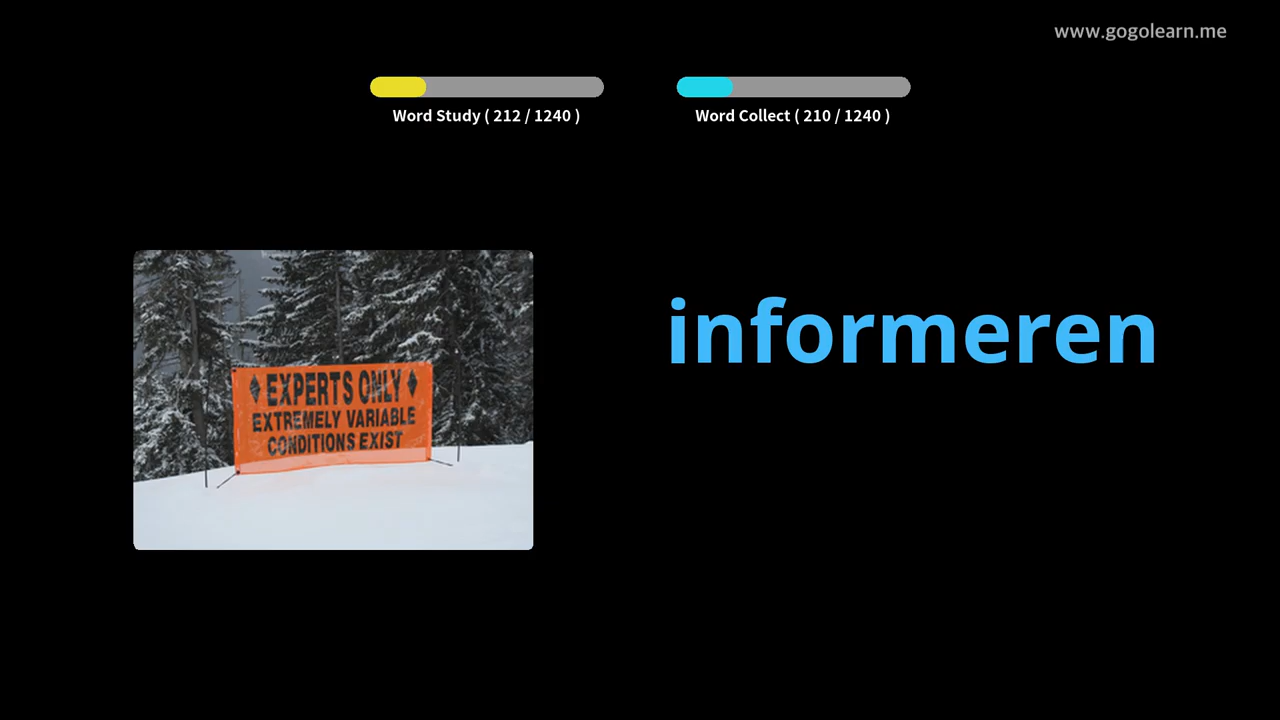 www.gogolearn.me
Word Study ( 212 / 1240 )
Word Collect ( 210 / 1240 )
informeren
EXPERTS ONLY
EXTREMELY VARIABLE
CONDITIONS EXIST